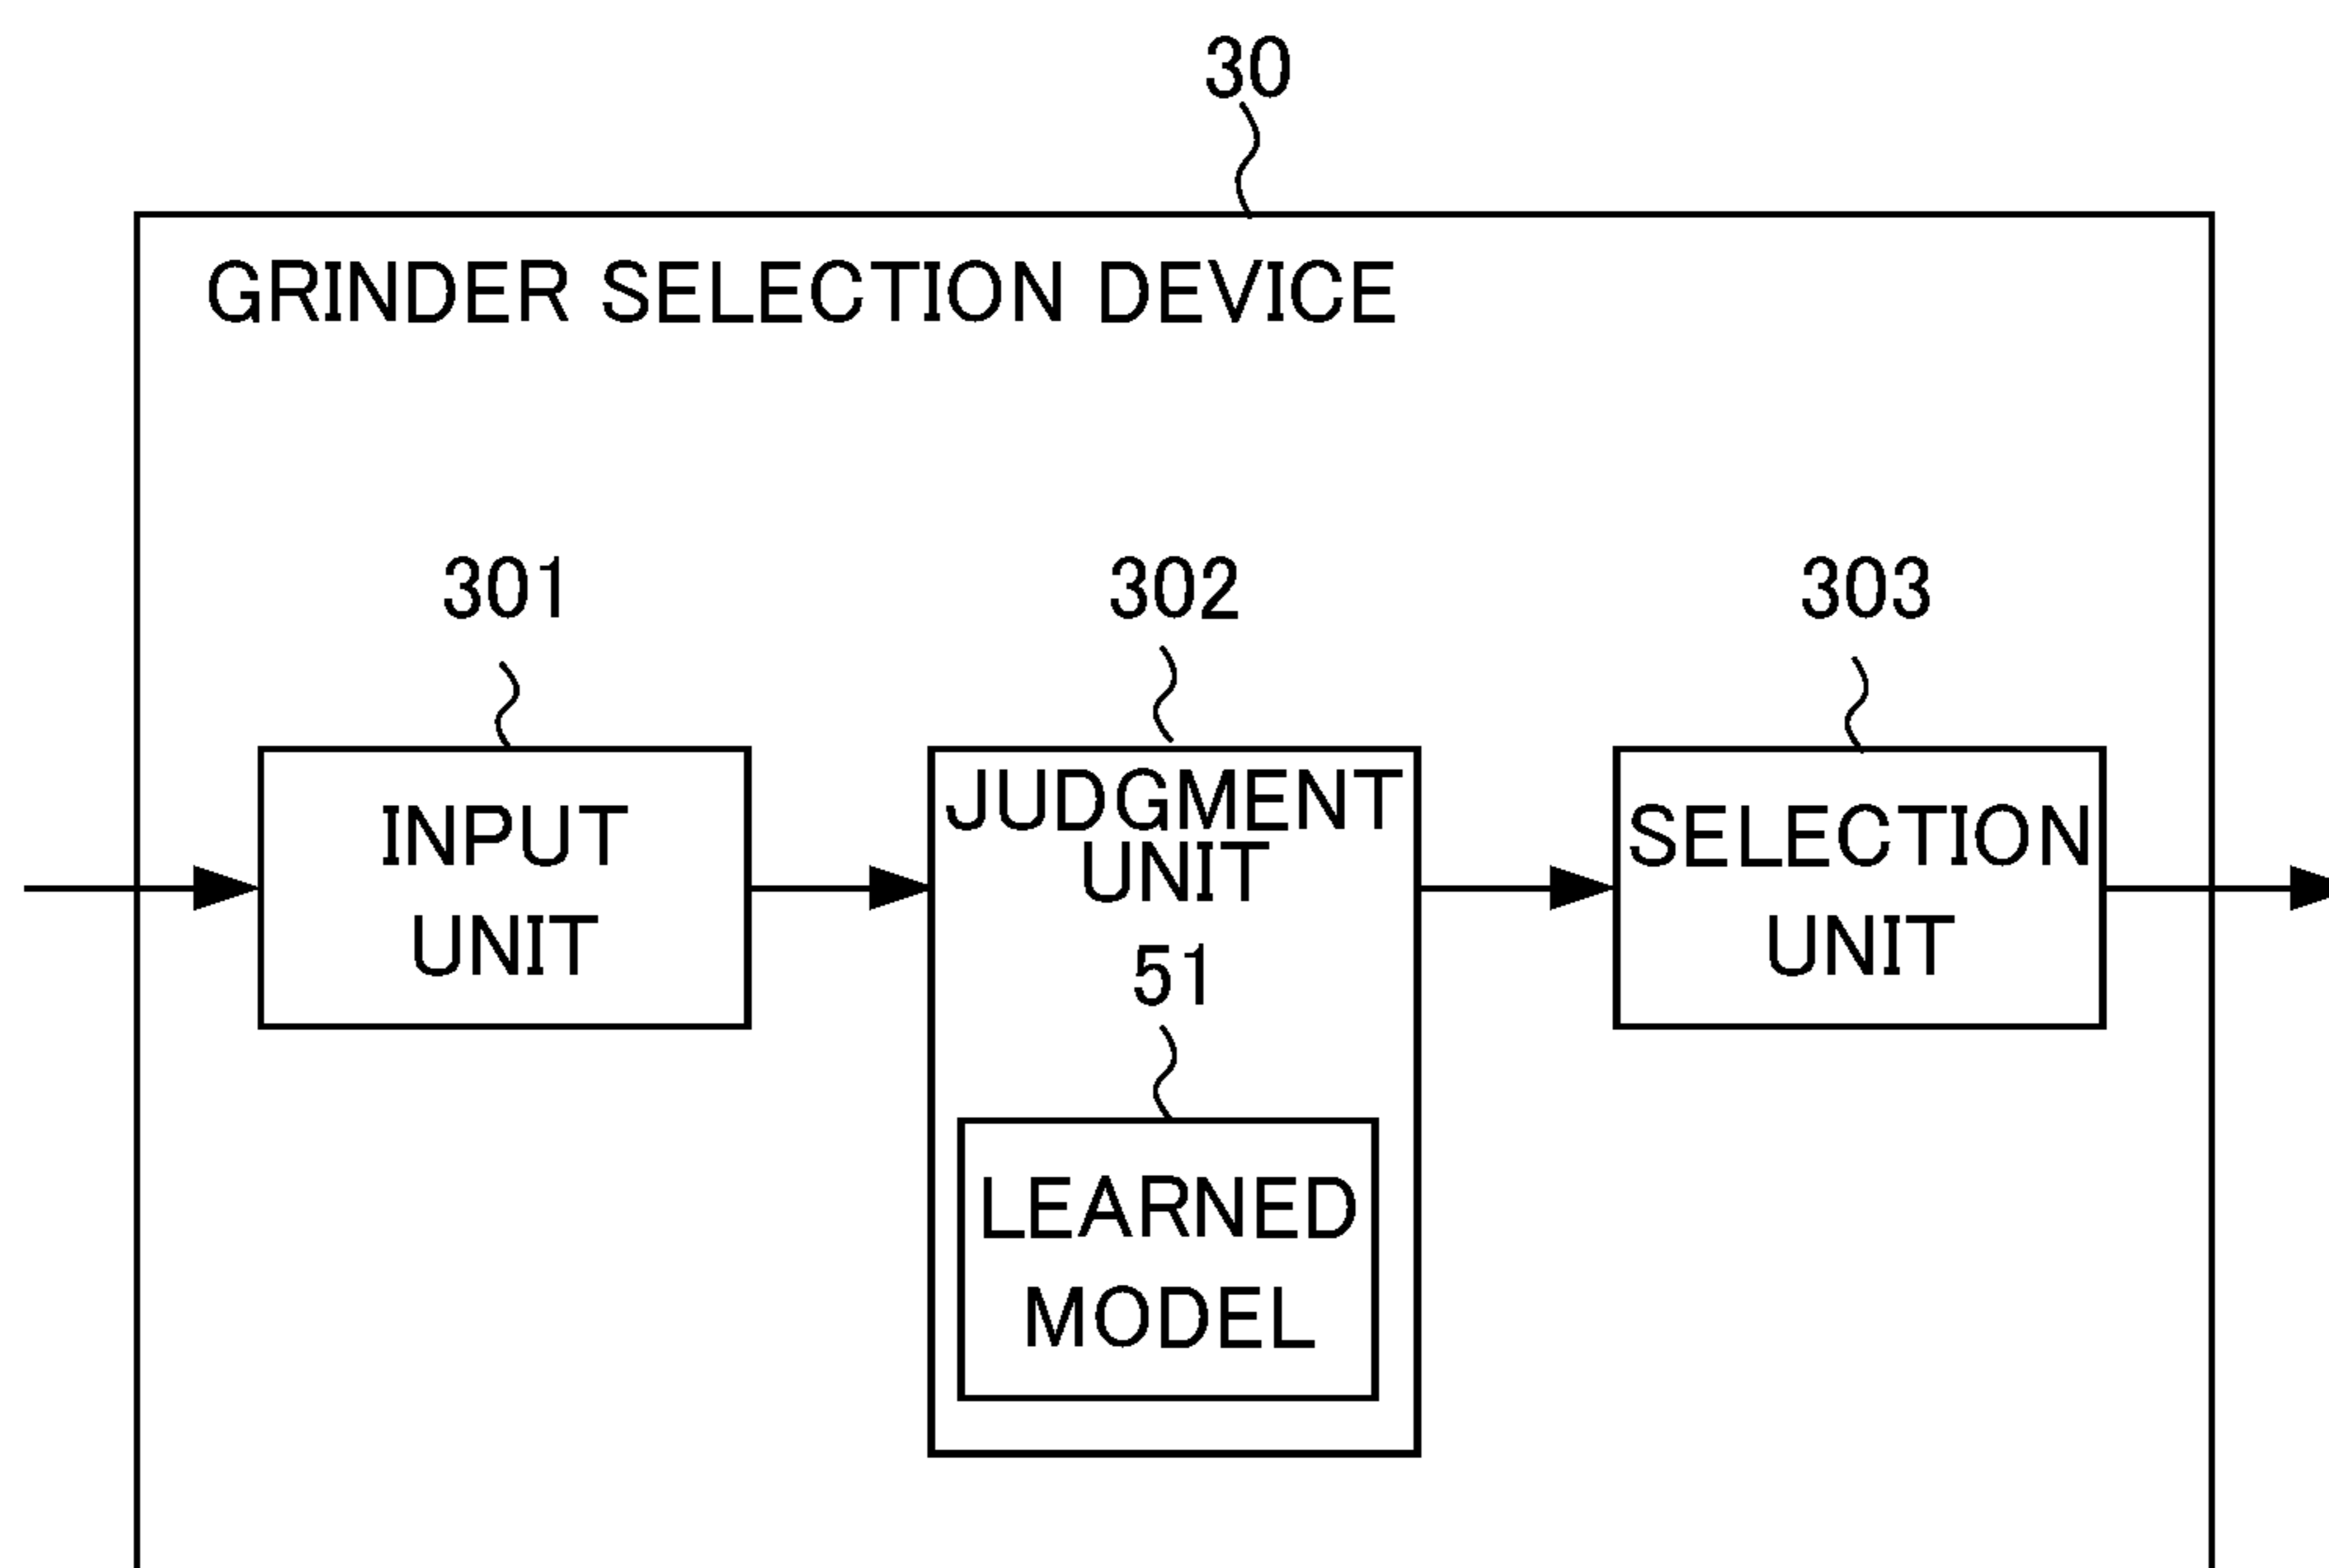 30
GRINDER SELECTION DEVICE
301
302
303
INPUT
UNIT
JUDGMENT
UNIT
51
LEARNED
MODEL
SELECTION
UNIT